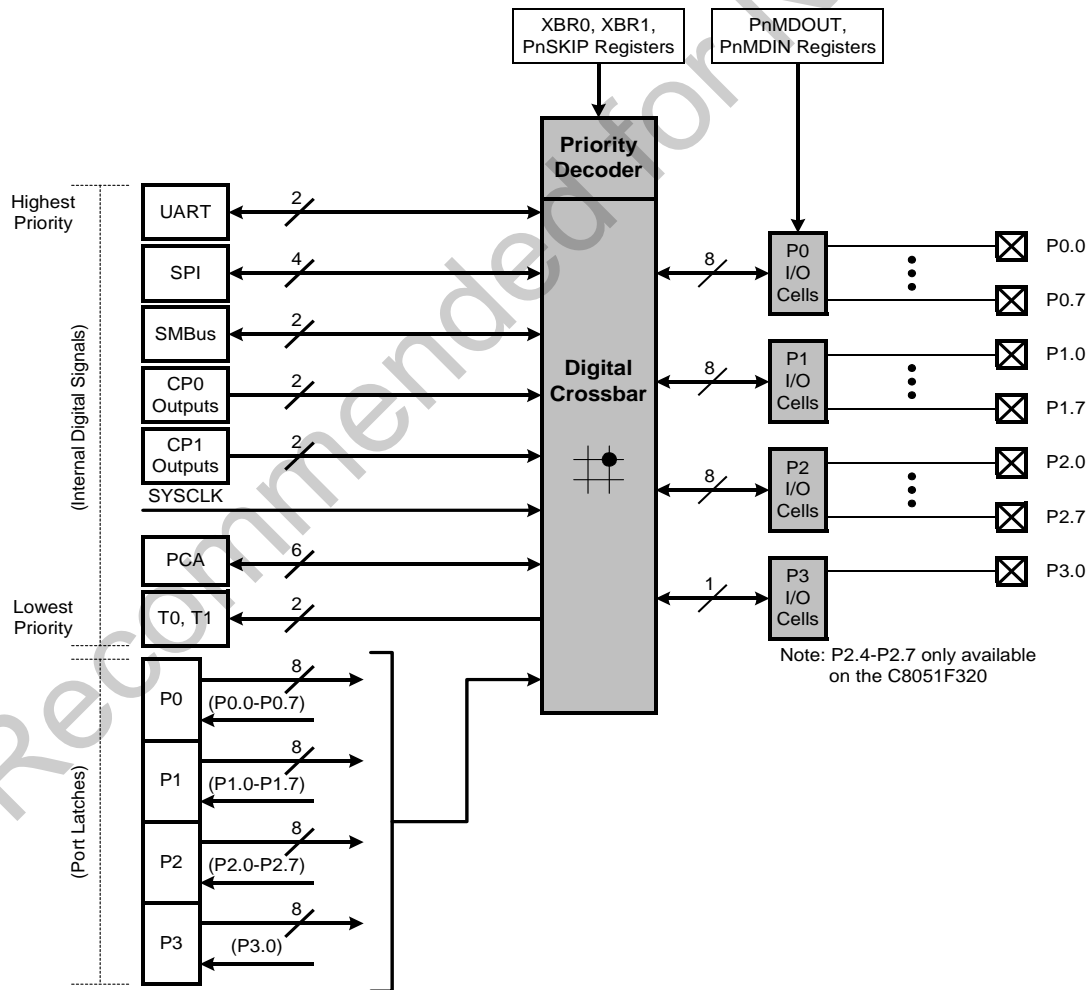 XBR0, XBR1,
PnSKIP Registers
PnMDOUT,
PnMDIN Registers
Priority
Decoder
Highest
Priority
UART
2
SPI
4
SMBus
2
CP0
Outputs
2
CP1
Outputs
2
SYSCLK
PCA
6
Lowest
Priority
T0, T1
2
(Internal Digital Signals)
Digital
Crossbar
8
P0
I/O
Cells
P0.0
P0.7
8
P1
I/O
Cells
P1.0
P1.7
8
P2
I/O
Cells
P2.0
P2.7
1
P3
I/O
Cells
P3.0
Note: P2.4-P2.7 only available
on the C8051F320
(Port Latches)
P0
8
(P0.0-P0.7)
P1
8
(P1.0-P1.7)
P2
8
(P2.0-P2.7)
P3
8
(P3.0)
Recommended for